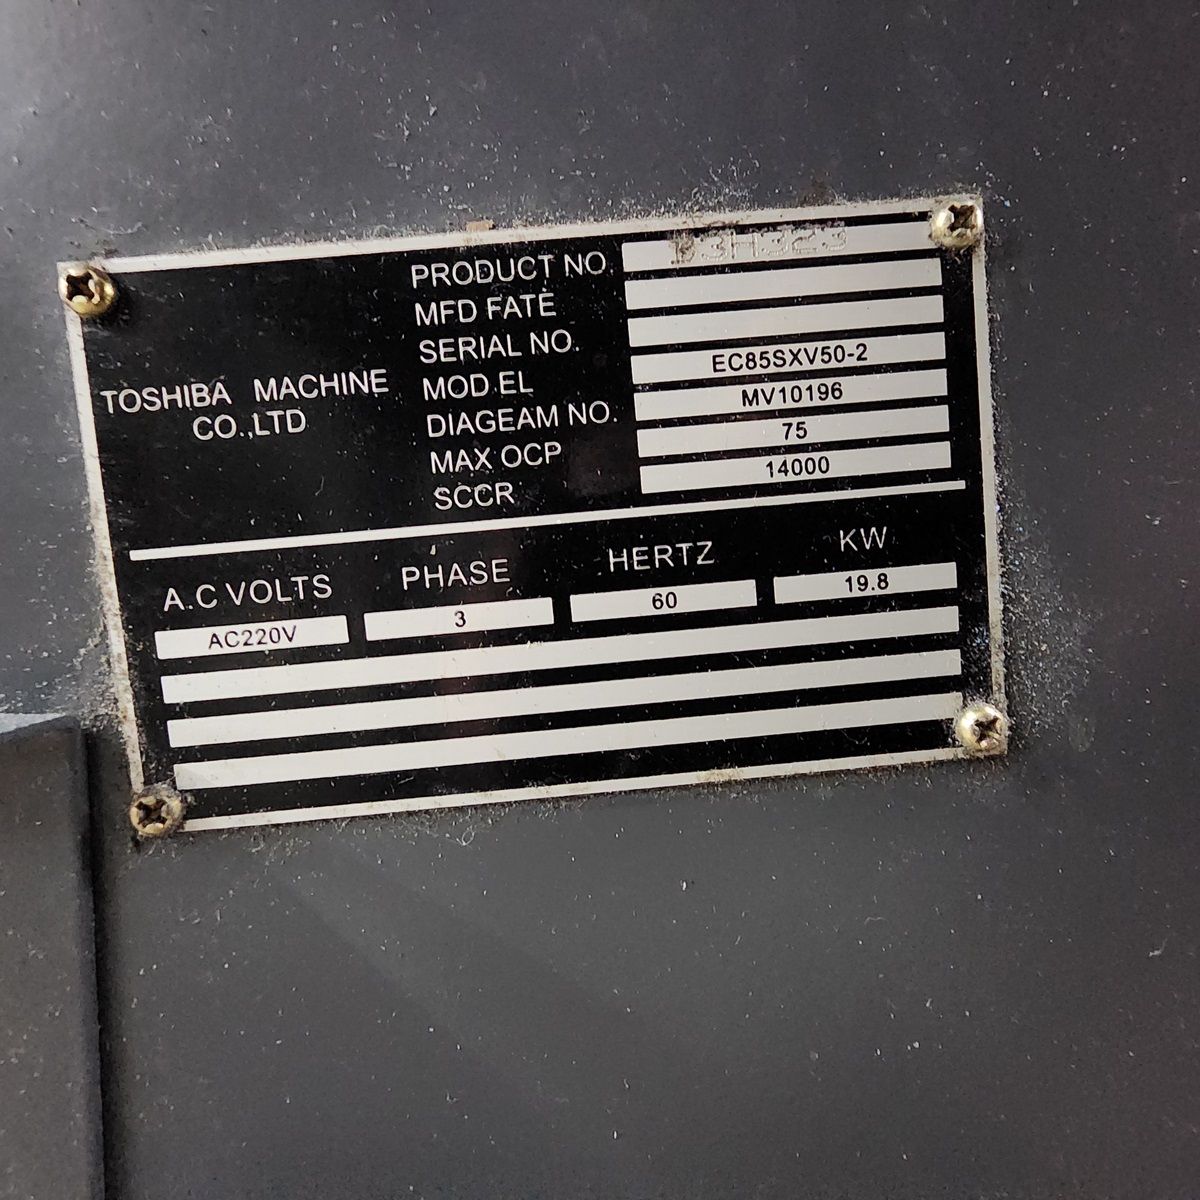 PRODUCT NO. 93H323
MFD FATE
SERIAL NO.
MOD.EL EC85SXV50-2
DIAGEAM NO. MV10196
MAX OCP 75
SCCR 14000
TOSHIBA MACHINE
CO.,LTD
A.C VOLTS PHASE HERTZ KW
AC220V 3 60 19.8